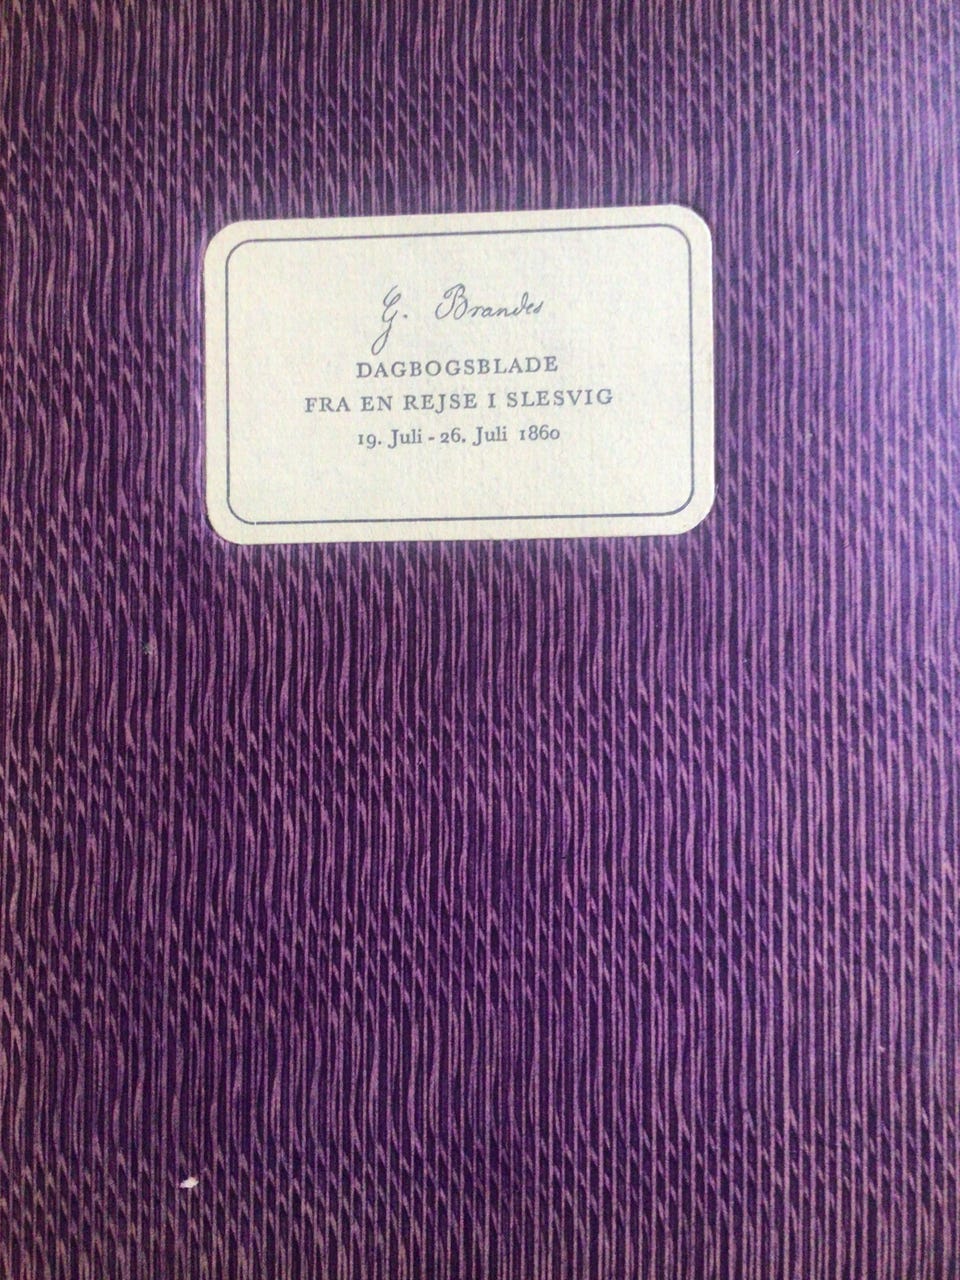 G. Brandes
DAGBOGSBLADE
FRA EN REJSE I SLESVIG
19. Juli - 26. Juli 1860